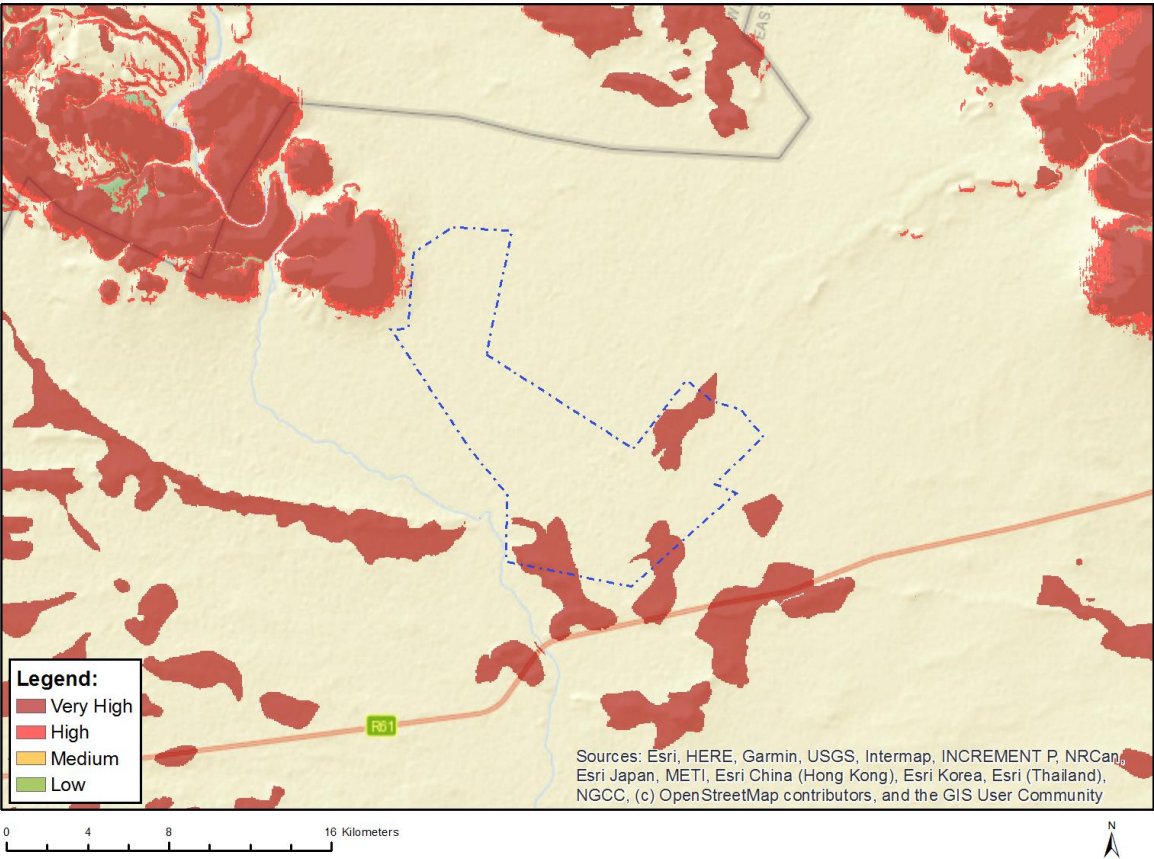 W
EAS
Legend:
Very High
High
Medium
Low
R61
Sources: Esri, HERE, Garmin, USGS, Intermap, INCREMENT P, NRCan,
Esri Japan, METI, Esri China (Hong Kong), Esri Korea, Esri (Thailand),
NGCC, (c) OpenStreetMap contributors, and the GIS User Community
0 4 8 16 Kilometers
N